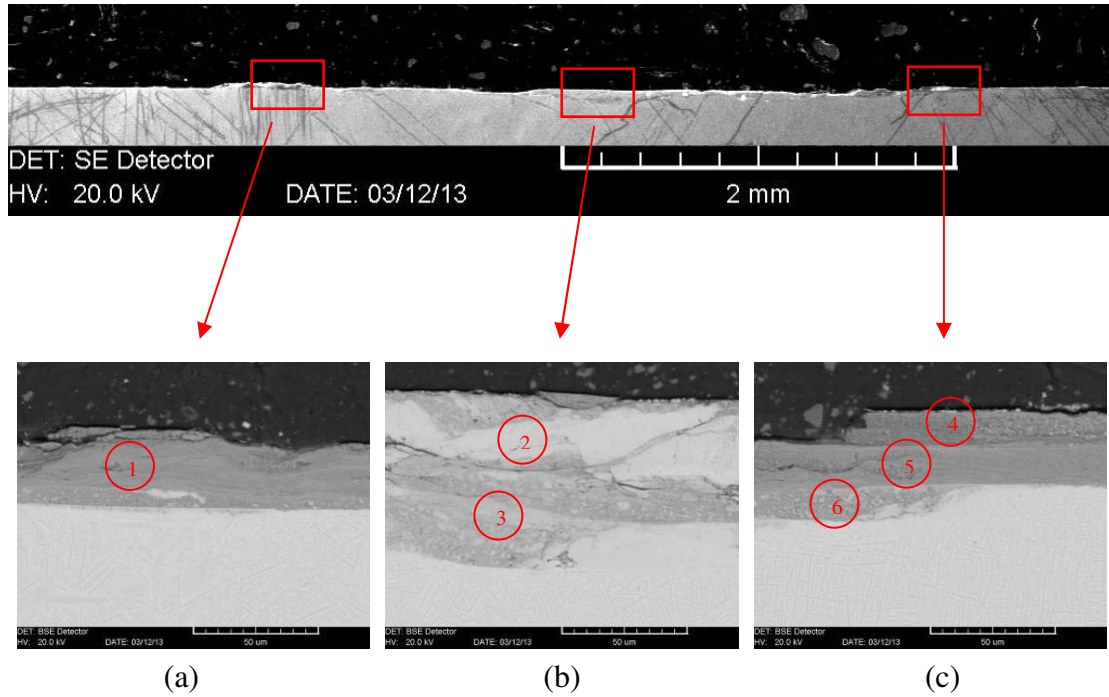 DET: SE Detector
HV: 20.0 kV DATE: 03/12/13 2 mm
1
2
3
4
5
6
DET: BSE Detector
HV: 20.0 kV DATE: 03/12/13 50 um
DET: BSE Detector
HV: 20.0 kV DATE: 03/12/13 50 um
DET: BSE Detector
HV: 20.0 kV DATE: 03/12/13 50 um
(a) (b) (c)